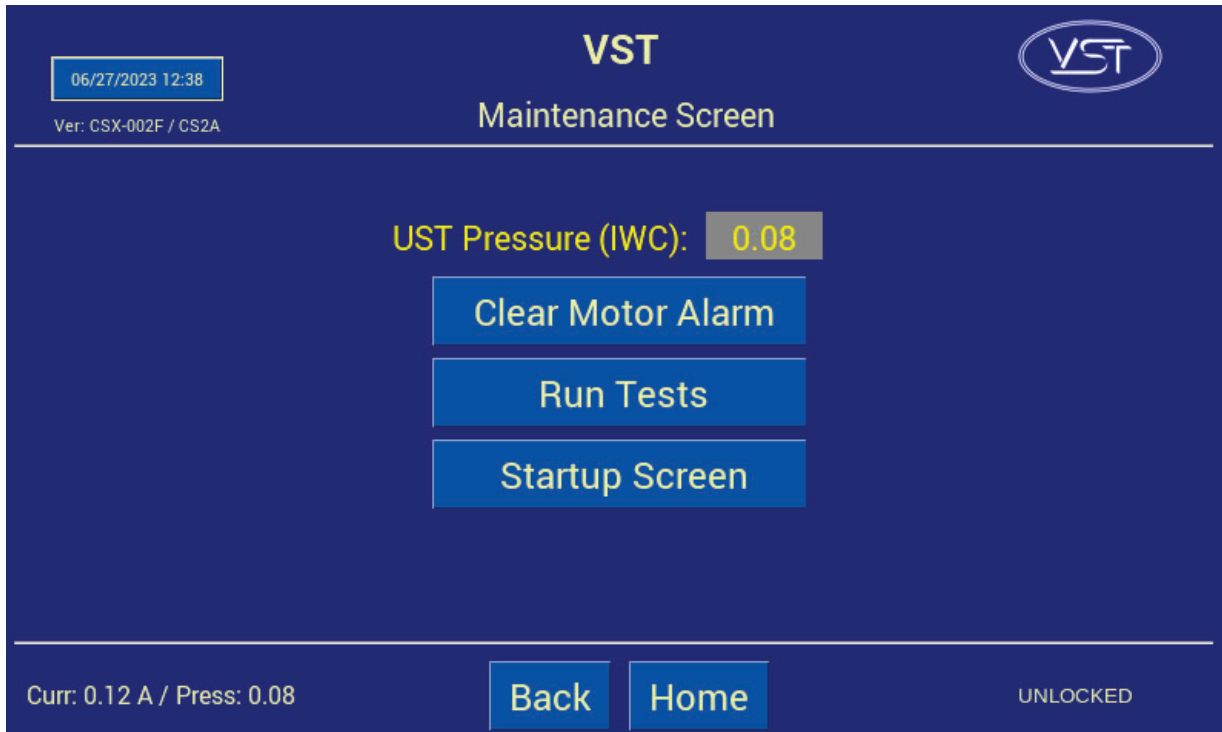 VST
VST
06/27/2023 12:38
Ver: CSX-002F / CS2A
Maintenance Screen
UST Pressure (IWC): 0.08
Clear Motor Alarm
Run Tests
Startup Screen
Curr: 0.12 A / Press: 0.08
Back
Home
UNLOCKED